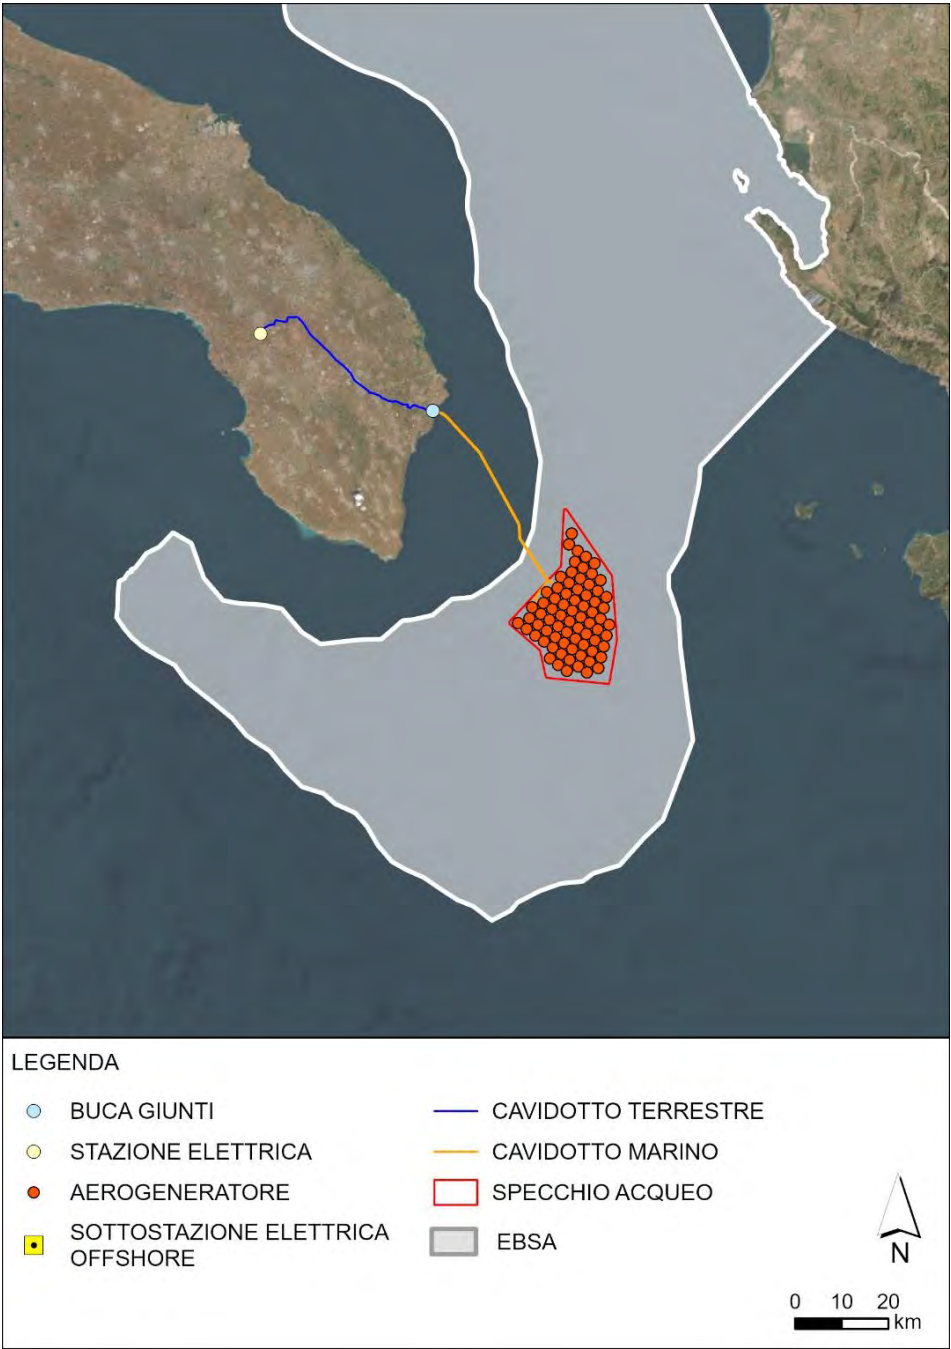 LEGENDA
BUCA GIUNTI
STAZIONE ELETTRICA
AEROGENERATORE
SOTTOSTAZIONE ELETTRICA
OFFSHORE
CAVIDOTTO TERRESTRE
CAVIDOTTO MARINO
SPECCHIO ACQUEO
EBSA
N
0 10 20
km